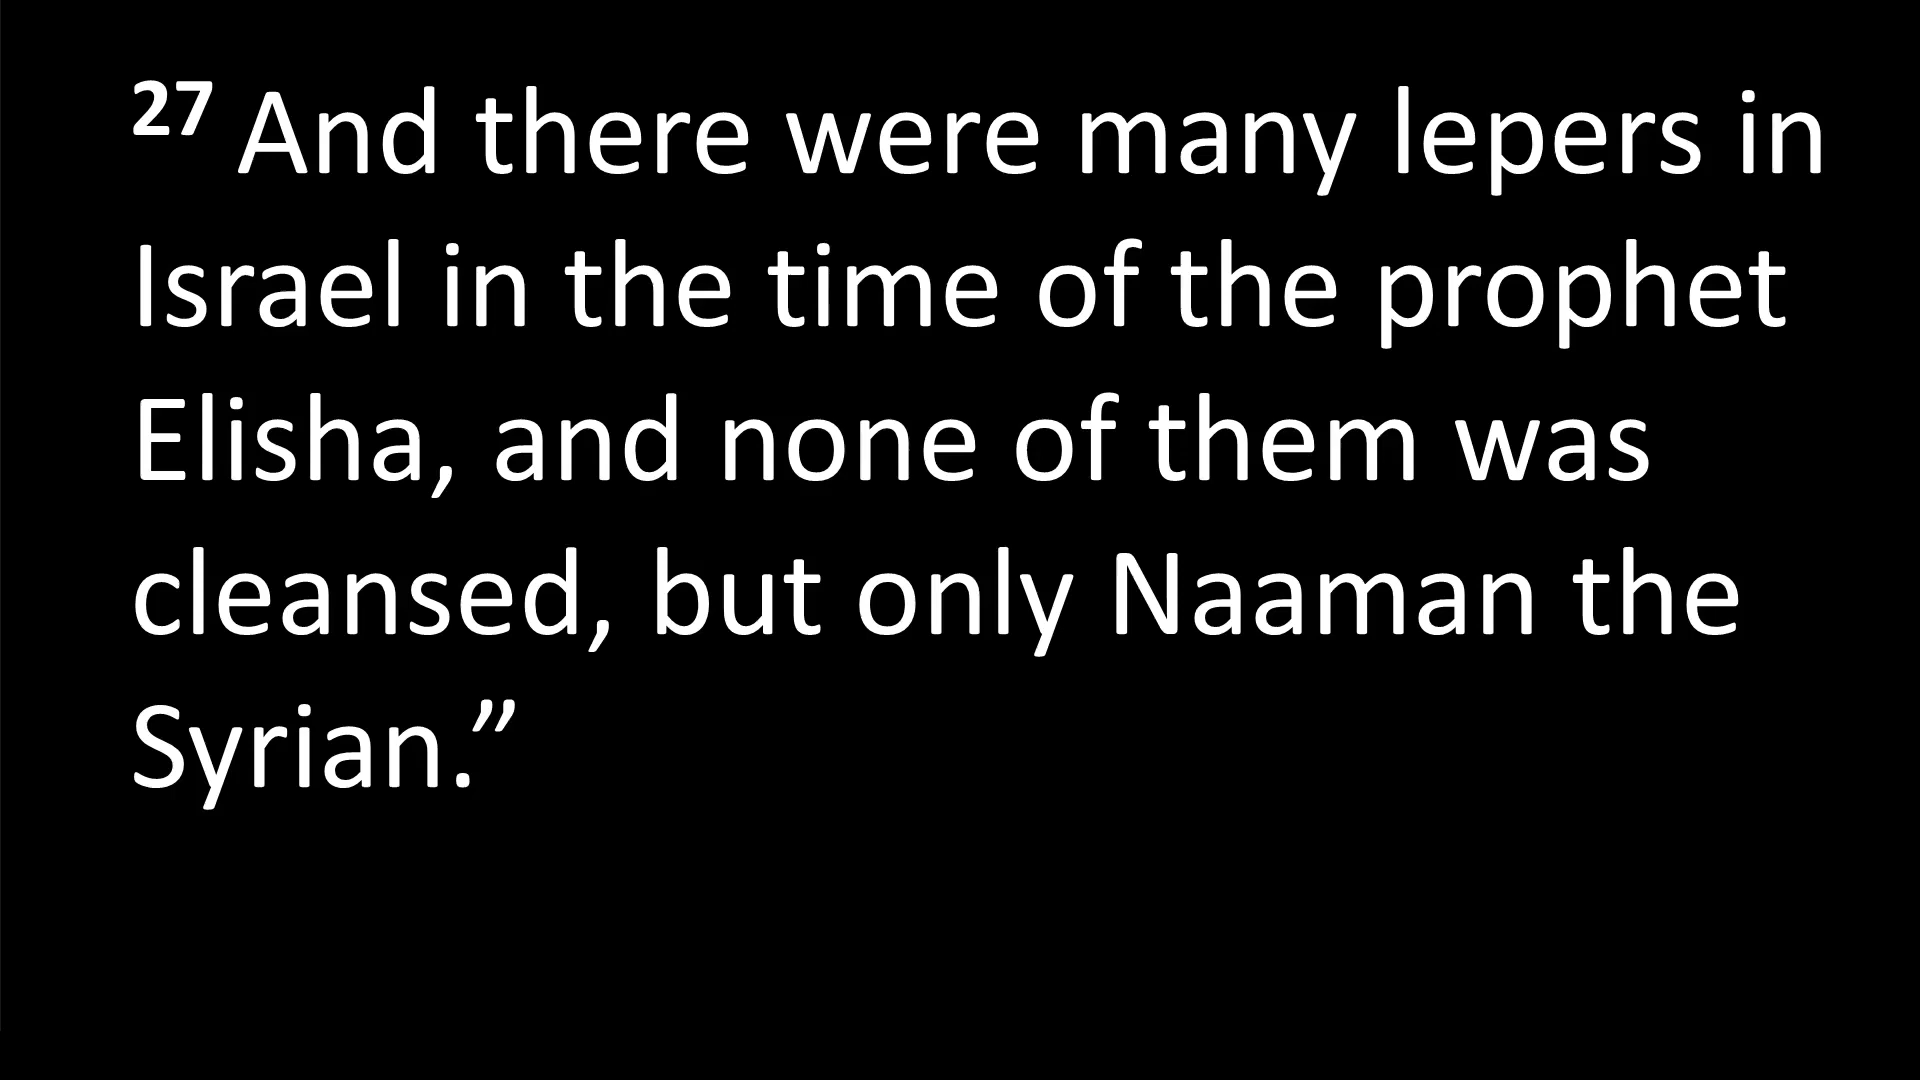 27 And there were many lepers in
Israel in the time of the prophet
Elisha, and none of them was
cleansed, but only Naaman the
Syrian.”